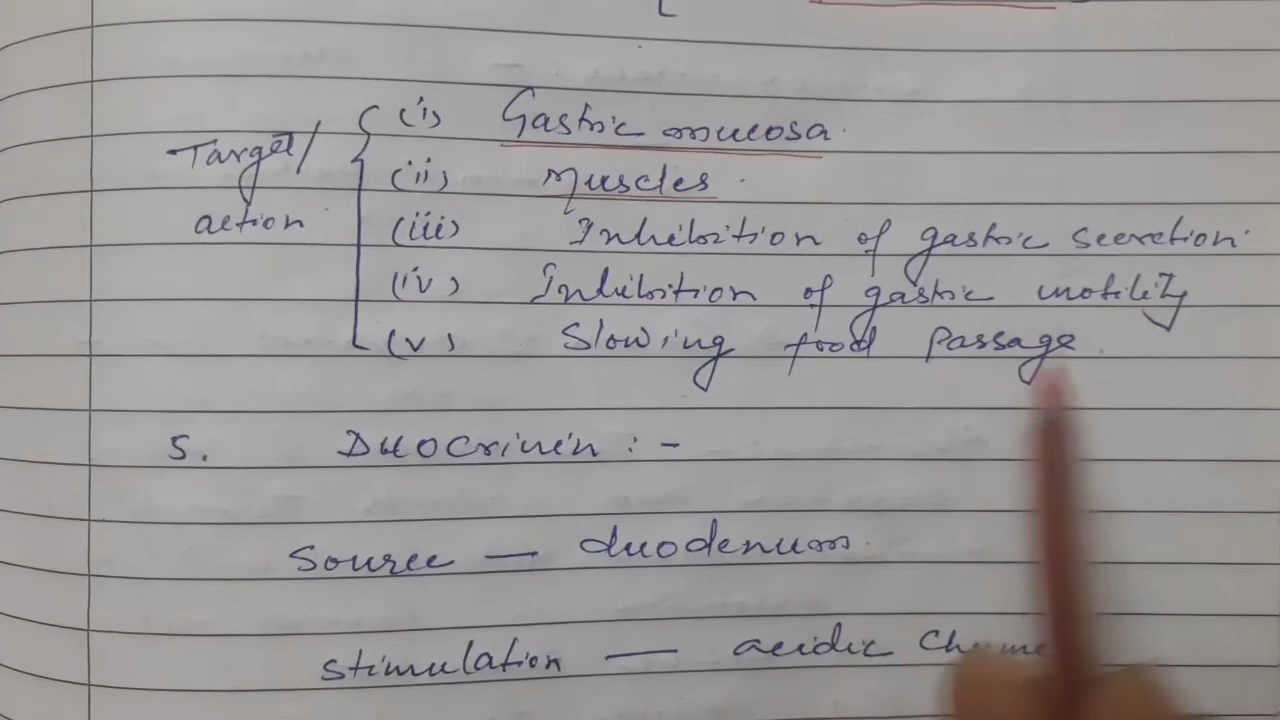 (i) Gastric mucosa.
Target/ (ii) Muscles.
action (iii) Inhibition of gastric secretion.
(iv) Inhibition of gastric motility
(v) Slowing food passage.
5. Duocrinin :-
Source — duodenum.
stimulation — acidic